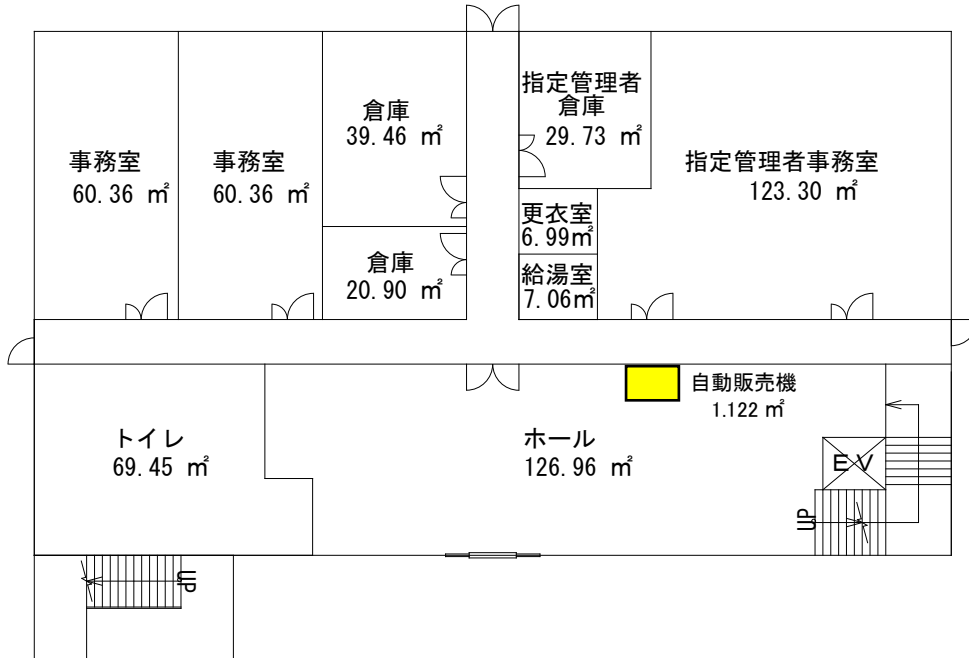 事務室
60.36 ㎡
事務室
60.36 ㎡
倉庫
39.46 ㎡
倉庫
20.90 ㎡
指定管理者
倉庫
29.73 ㎡
更衣室
6.99㎡
給湯室
7.06㎡
指定管理者事務室
123.30 ㎡
トイレ
69.45 ㎡
ホール
126.96 ㎡
自動販売機
1.122 ㎡
EV
UP
UP